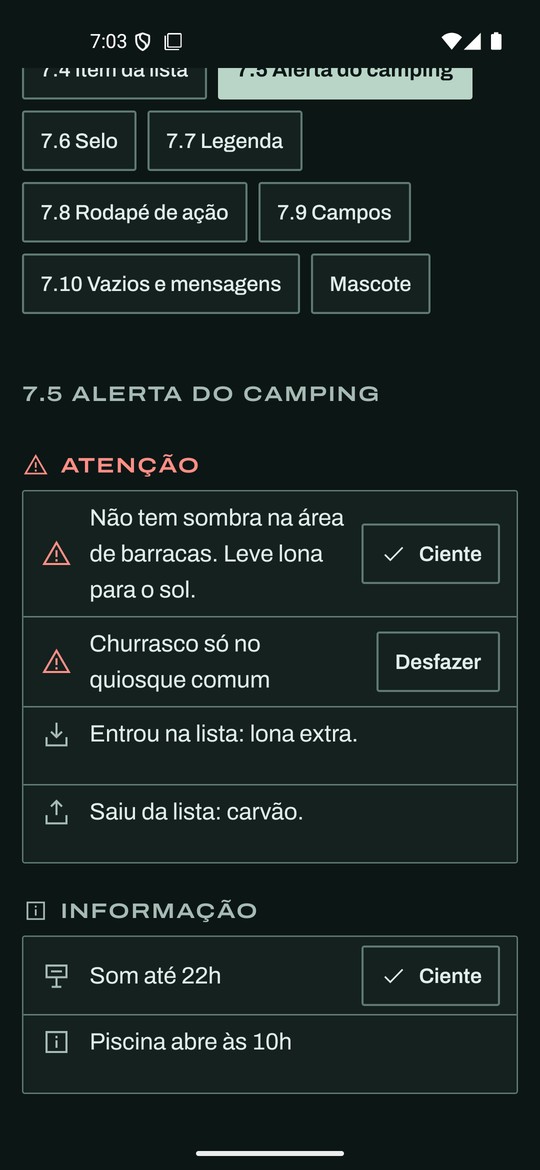 7:03
7.4 Item da lista
7.5 Alerta do camping
7.6 Selo
7.7 Legenda
7.8 Rodapé de ação
7.9 Campos
7.10 Vazios e mensagens
Mascote
7.5 ALERTA DO CAMPING
ATENÇÃO
Não tem sombra na área
de barracas. Leve lona
para o sol.
Ciente
Churrasco só no
quiosque comum
Desfazer
Entrou na lista: lona extra.
Saiu da lista: carvão.
INFORMAÇÃO
Som até 22h
Ciente
Piscina abre às 10h